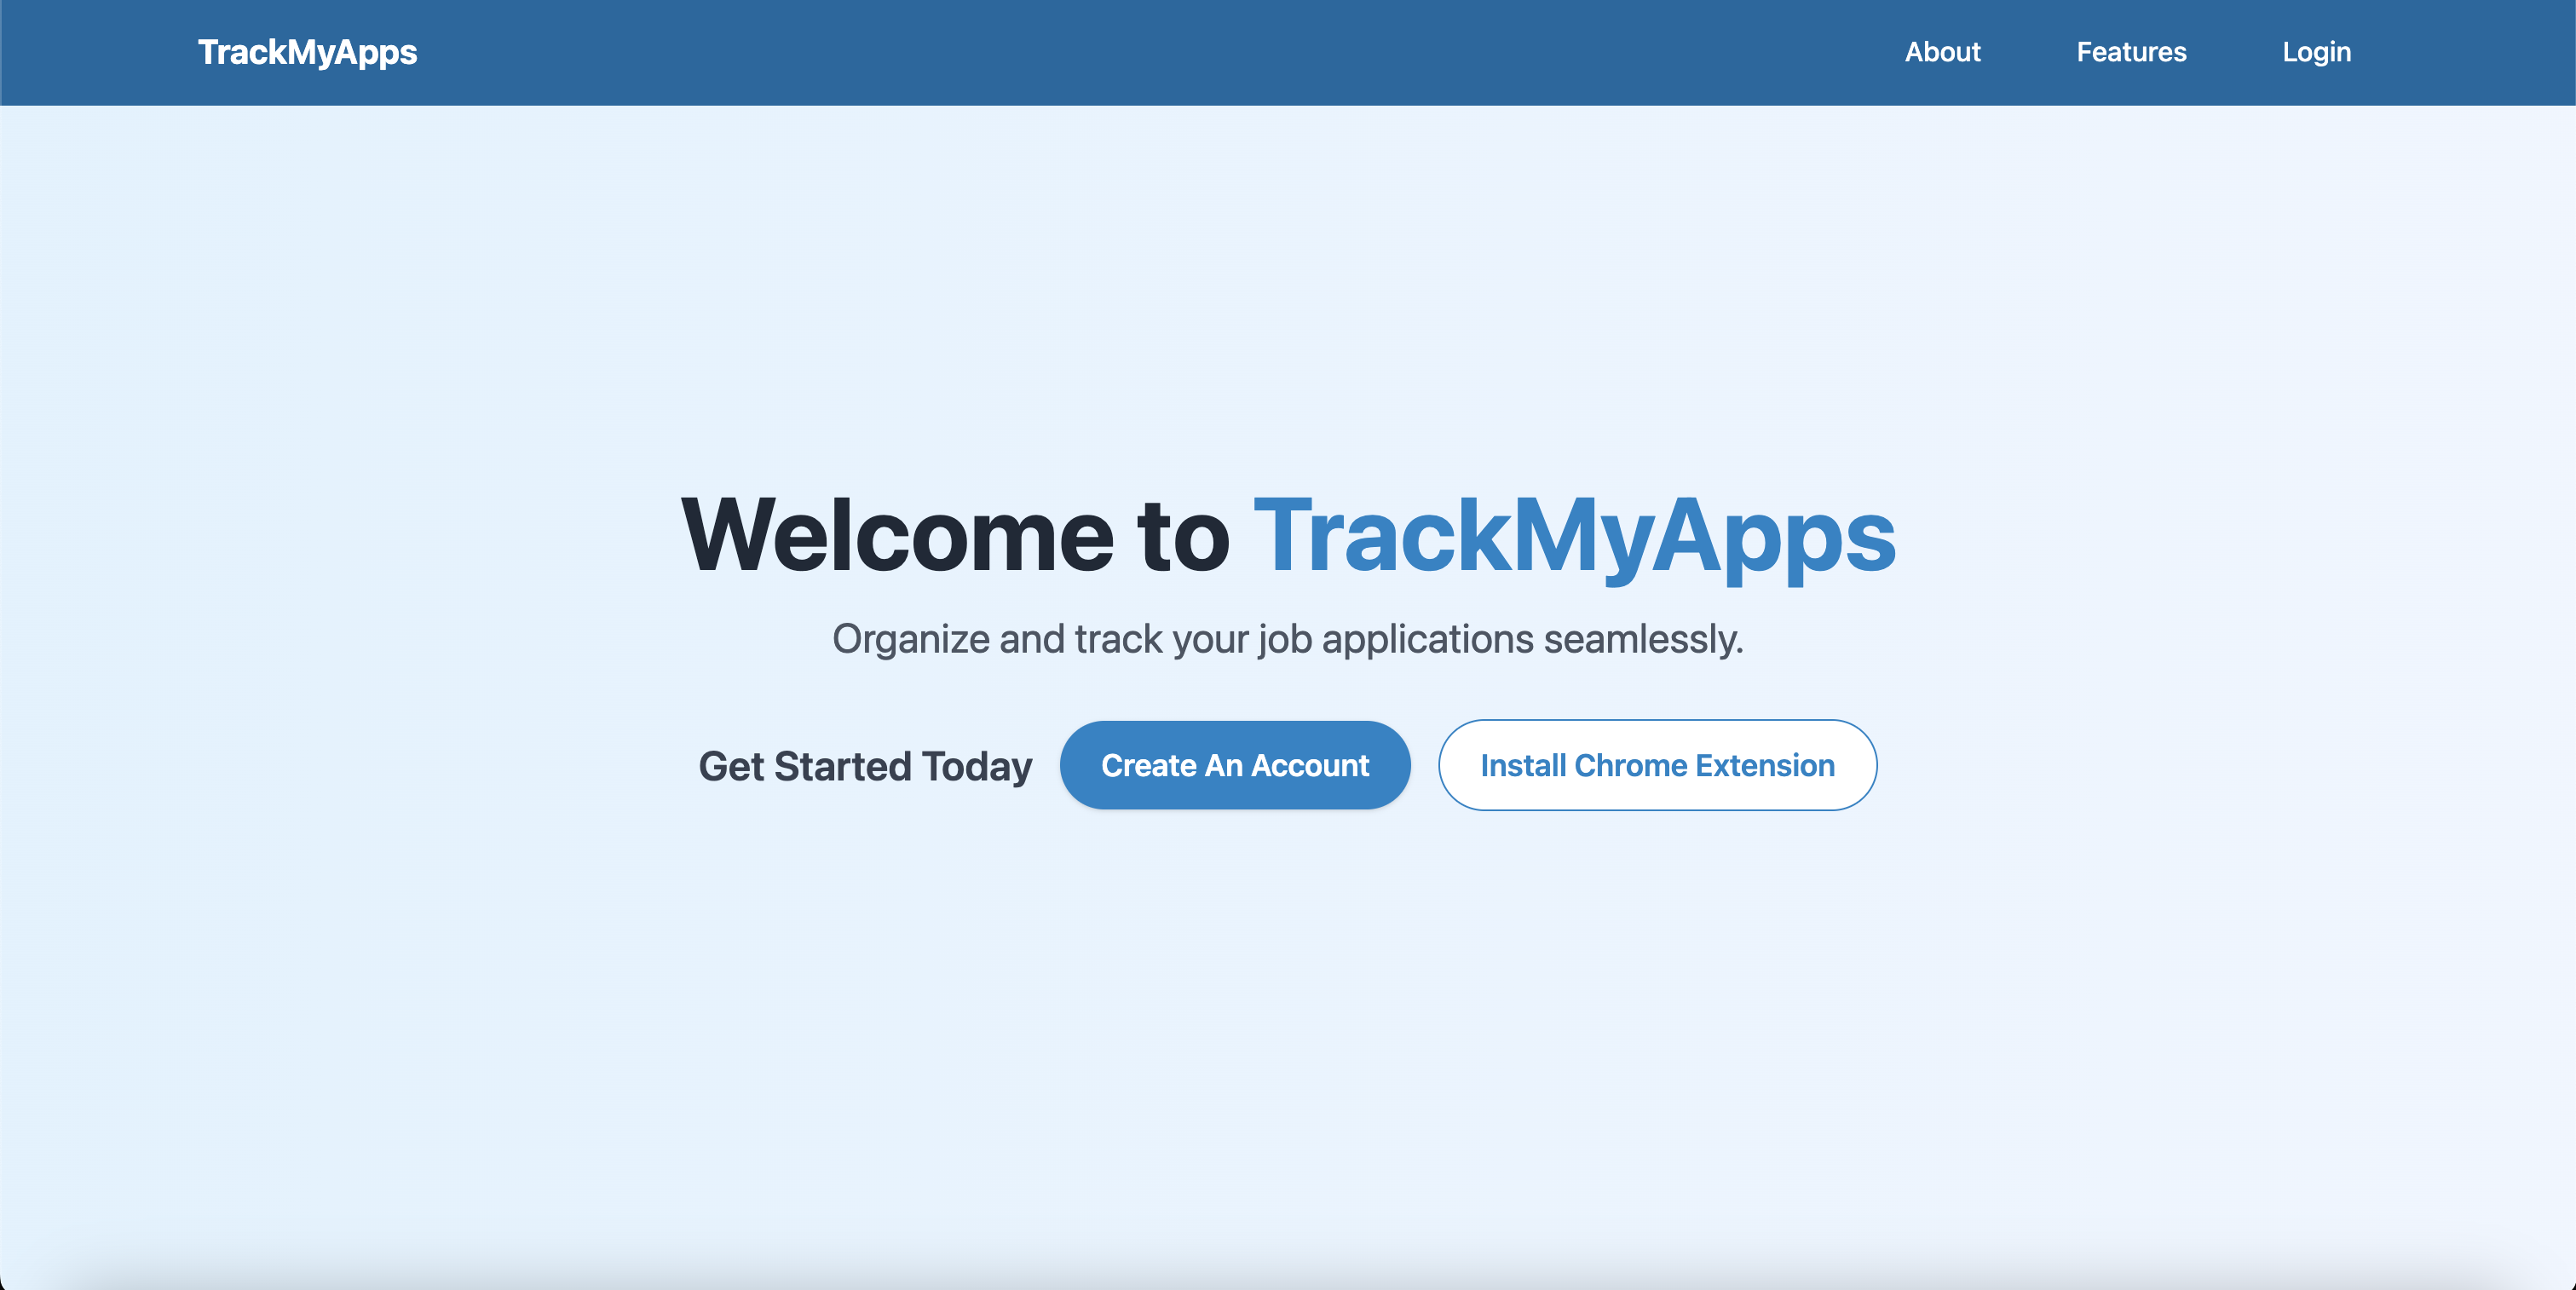 TrackMyApps
About Features Login
Welcome to TrackMyApps
Organize and track your job applications seamlessly.
Get Started Today
Create An Account
Install Chrome Extension